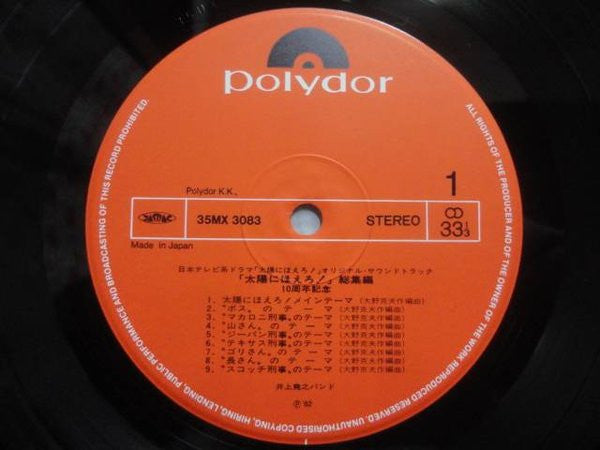 polydor
Polydor K.K.,
1
JASRAC
35MX 3083
STEREO
33 1/3
Made in Japan
日本テレビ系ドラマ「太陽にほえろ!」オリジナル・サウンドトラック
「太陽にほえろ!」総集編
10周年記念
1. 太陽にほえろ!メインテーマ (大野克夫作編曲)
2. “ボス„ の テ ー マ (大野克夫作編曲)
3. “マカロニ刑事„のテーマ (大野克夫作編曲)
4. “山さん„ の テ ー マ (大野克夫作編曲)
5. “ジーパン刑事„のテーマ (大野克夫作編曲)
6. “テキサス刑事„のテーマ (大野克夫作編曲)
7. “ゴリさん„ の テ ー マ (大野克夫作編曲)
8. “長さん„ の テ ー マ (大野克夫作編曲)
9. “スコッチ刑事„のテーマ (大野克夫作編曲)
井上堯之バンド
Ⓟ '82
ALL RIGHTS OF THE PRODUCER AND OF THE OWNER OF THE WORK REPRODUCED RESERVED. UNAUTHORISED COPYING, HIRING, LENDING, PUBLIC PERFORMANCE AND BROADCASTING OF THIS RECORD PROHIBITED.